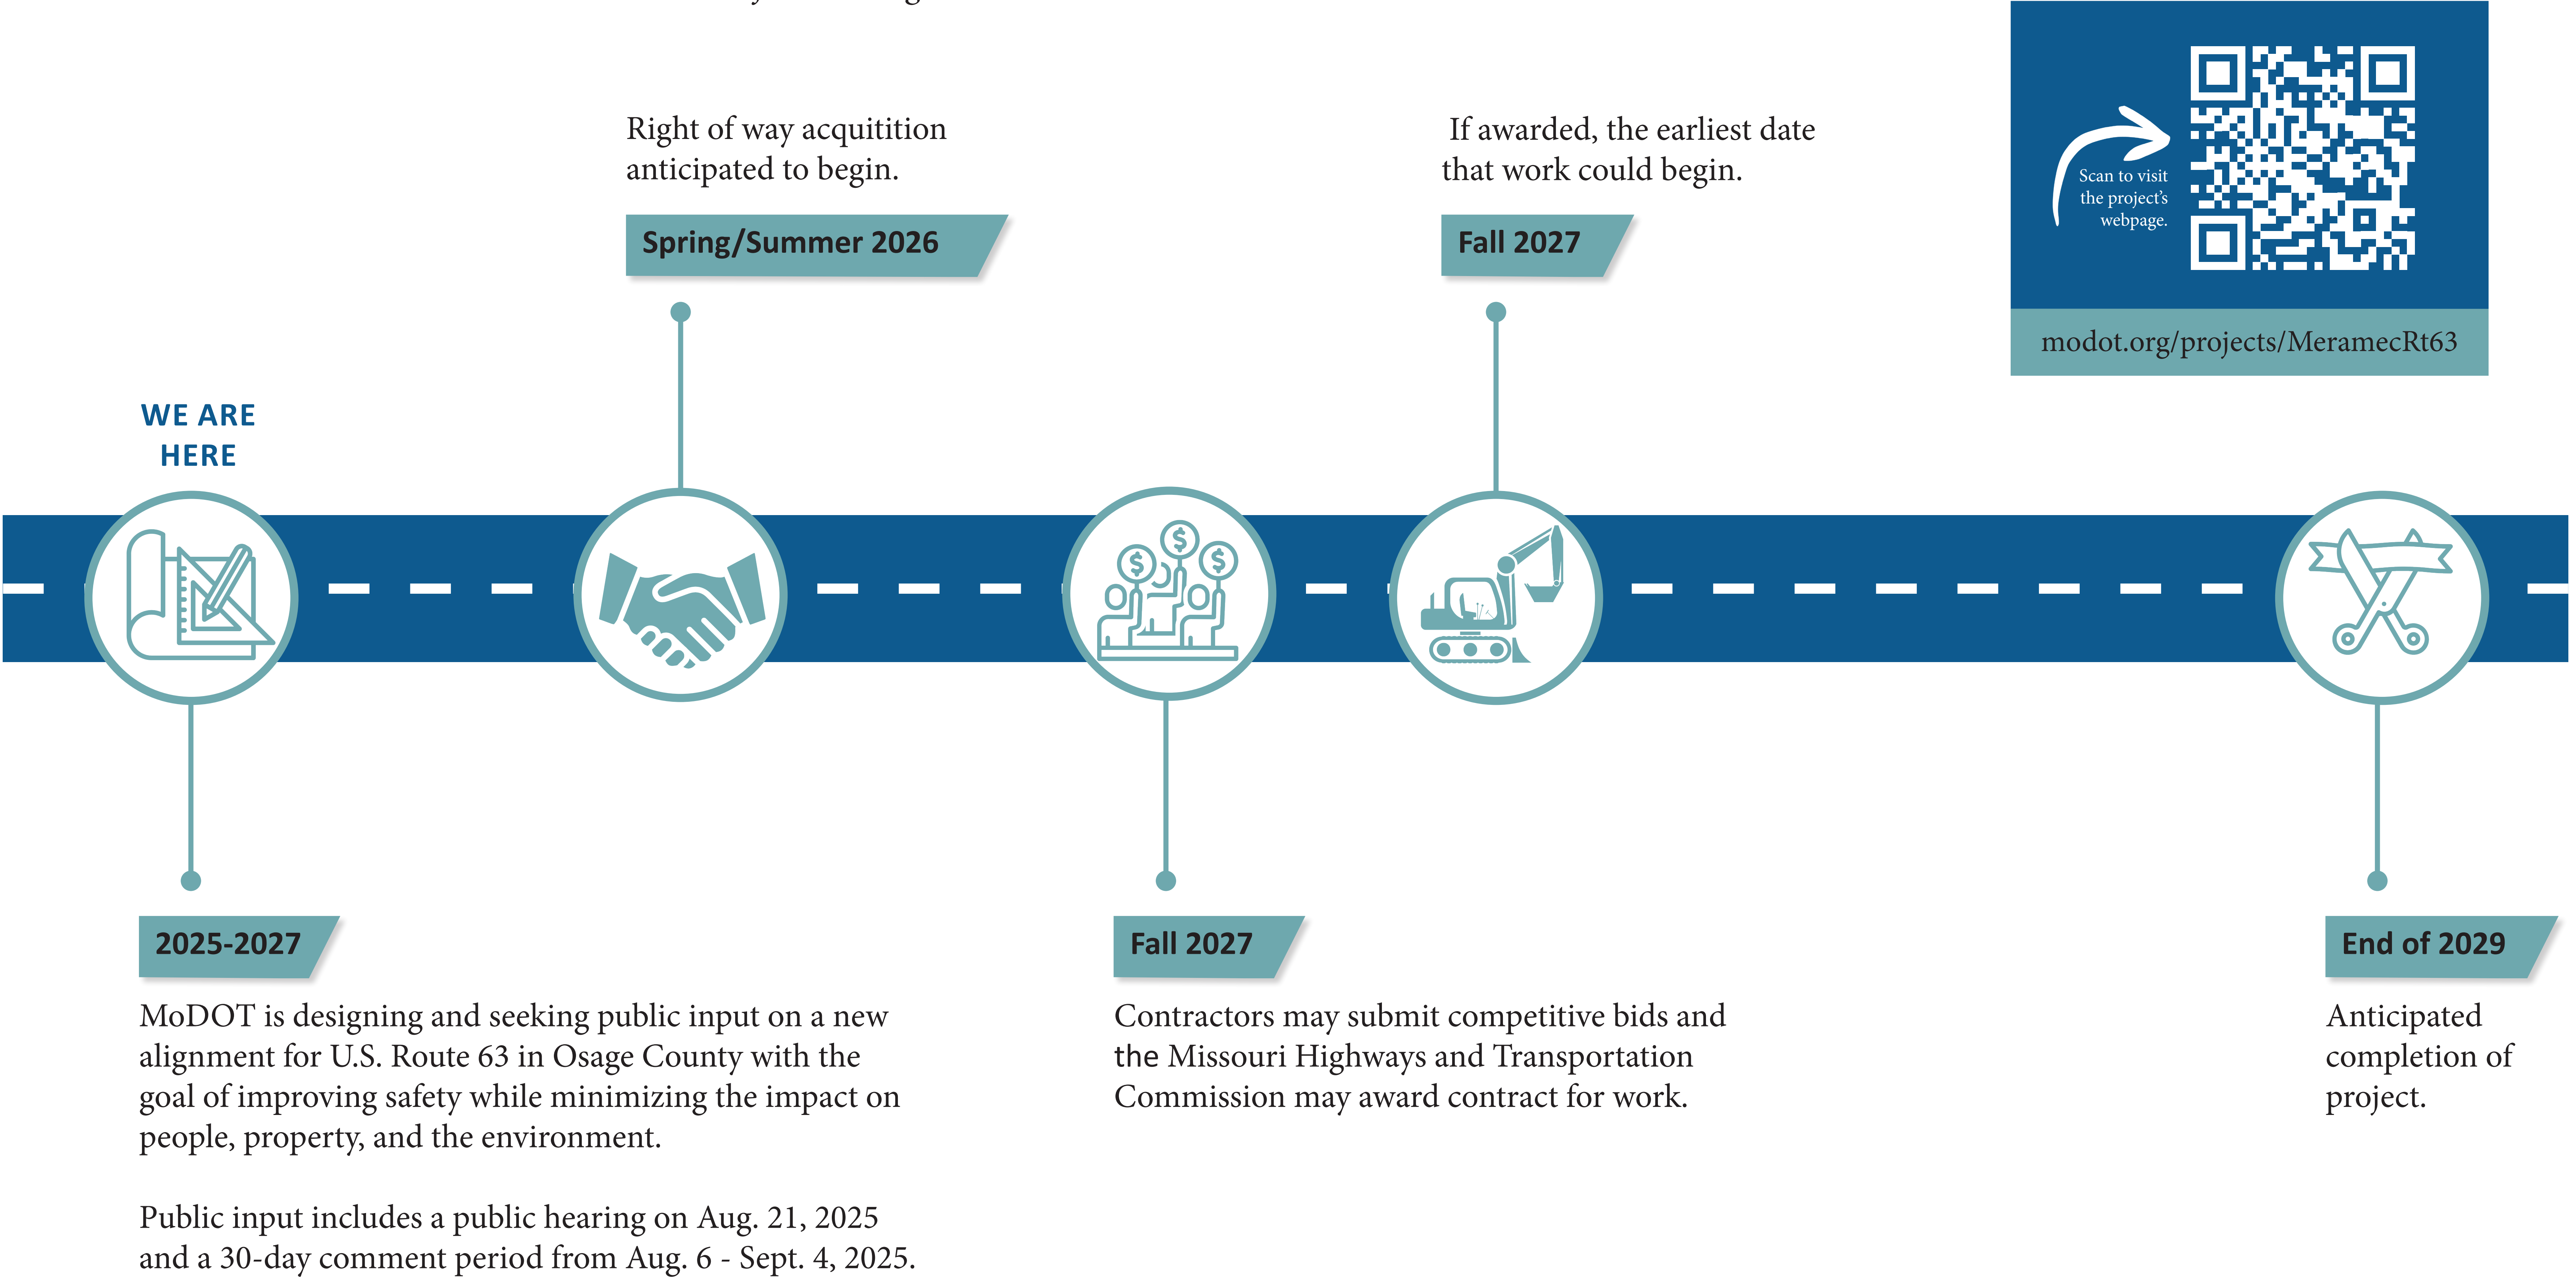 Right of way acquitition
anticipated to begin.
Spring/Summer 2026
If awarded, the earliest date
that work could begin.
Fall 2027
Scan to visit
the project's
webpage.
modot.org/projects/MeramecRt63
WE ARE
HERE
$
$
$
2025-2027
MoDOT is designing and seeking public input on a new
alignment for U.S. Route 63 in Osage County with the
goal of improving safety while minimizing the impact on
people, property, and the environment.
Public input includes a public hearing on Aug. 21, 2025
and a 30-day comment period from Aug. 6 - Sept. 4, 2025.
Fall 2027
Contractors may submit competitive bids and
the Missouri Highways and Transportation
Commission may award contract for work.
End of 2029
Anticipated
completion of
project.